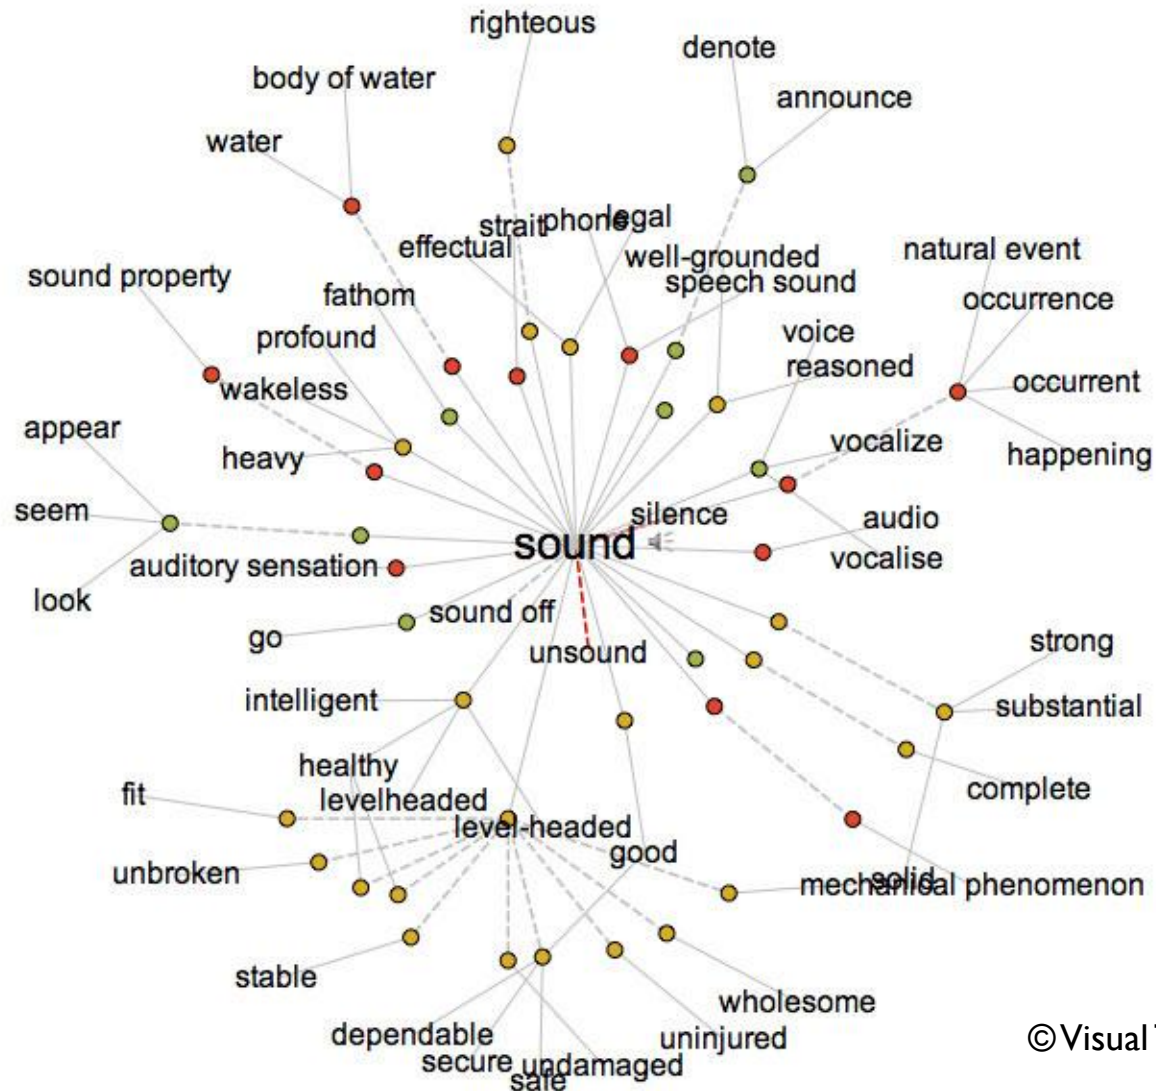 righteous
denote
body of water
announce
water
strait
phone
legal
effectual
well-grounded
natural event
sound property
speech sound
fathom
occurrence
voice
profound
reasoned
wakeless
occurrent
appear
vocalize
happening
heavy
seem
silence
audio
sound
vocalise
auditory sensation
look
sound off
go
unsound
strong
intelligent
substantial
healthy
fit
levelheaded
complete
level-headed
good
unbroken
solid
mechanical phenomenon
stable
wholesome
dependable
uninjured
secure
undamaged
safe
© Visual